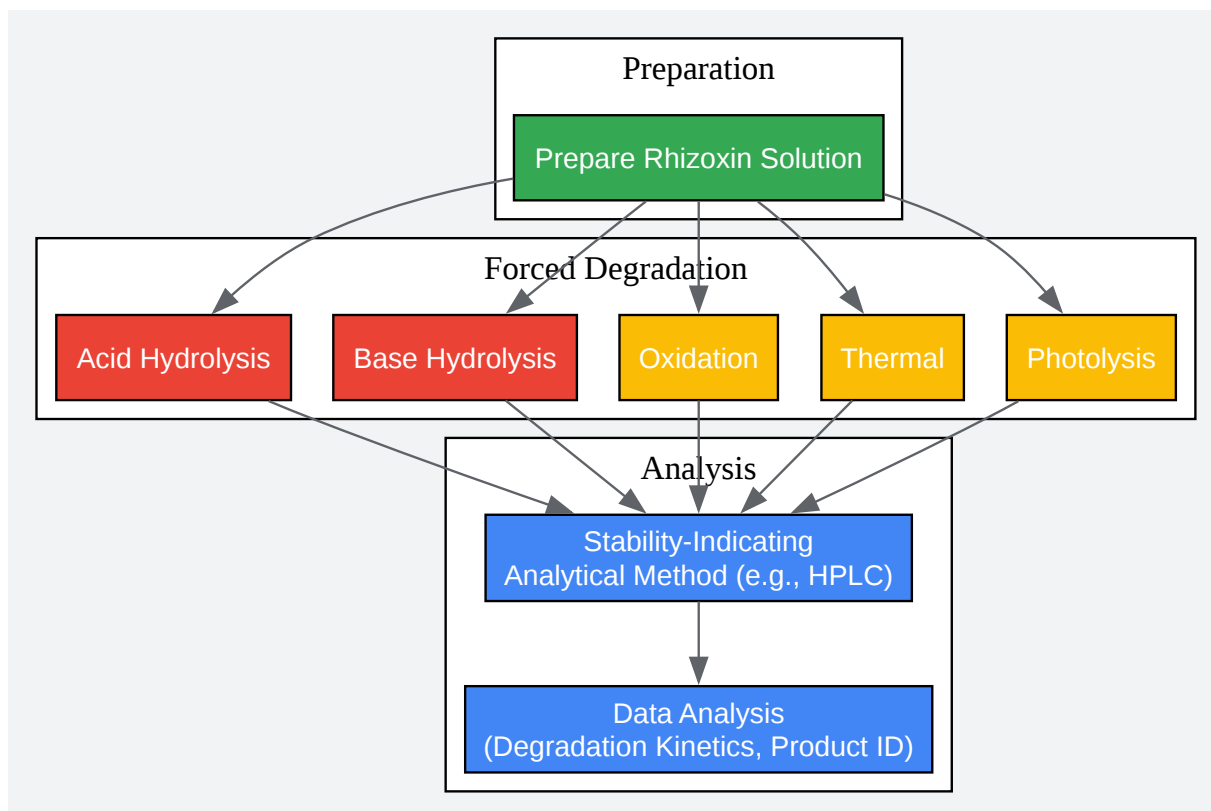 Preparation
Prepare Rhizoxin Solution
Forced Degradation
Acid Hydrolysis
Base Hydrolysis
Oxidation
Thermal
Photolysis
Analysis
Stability-Indicating
Analytical Method (e.g., HPLC)
Data Analysis
(Degradation Kinetics, Product ID)